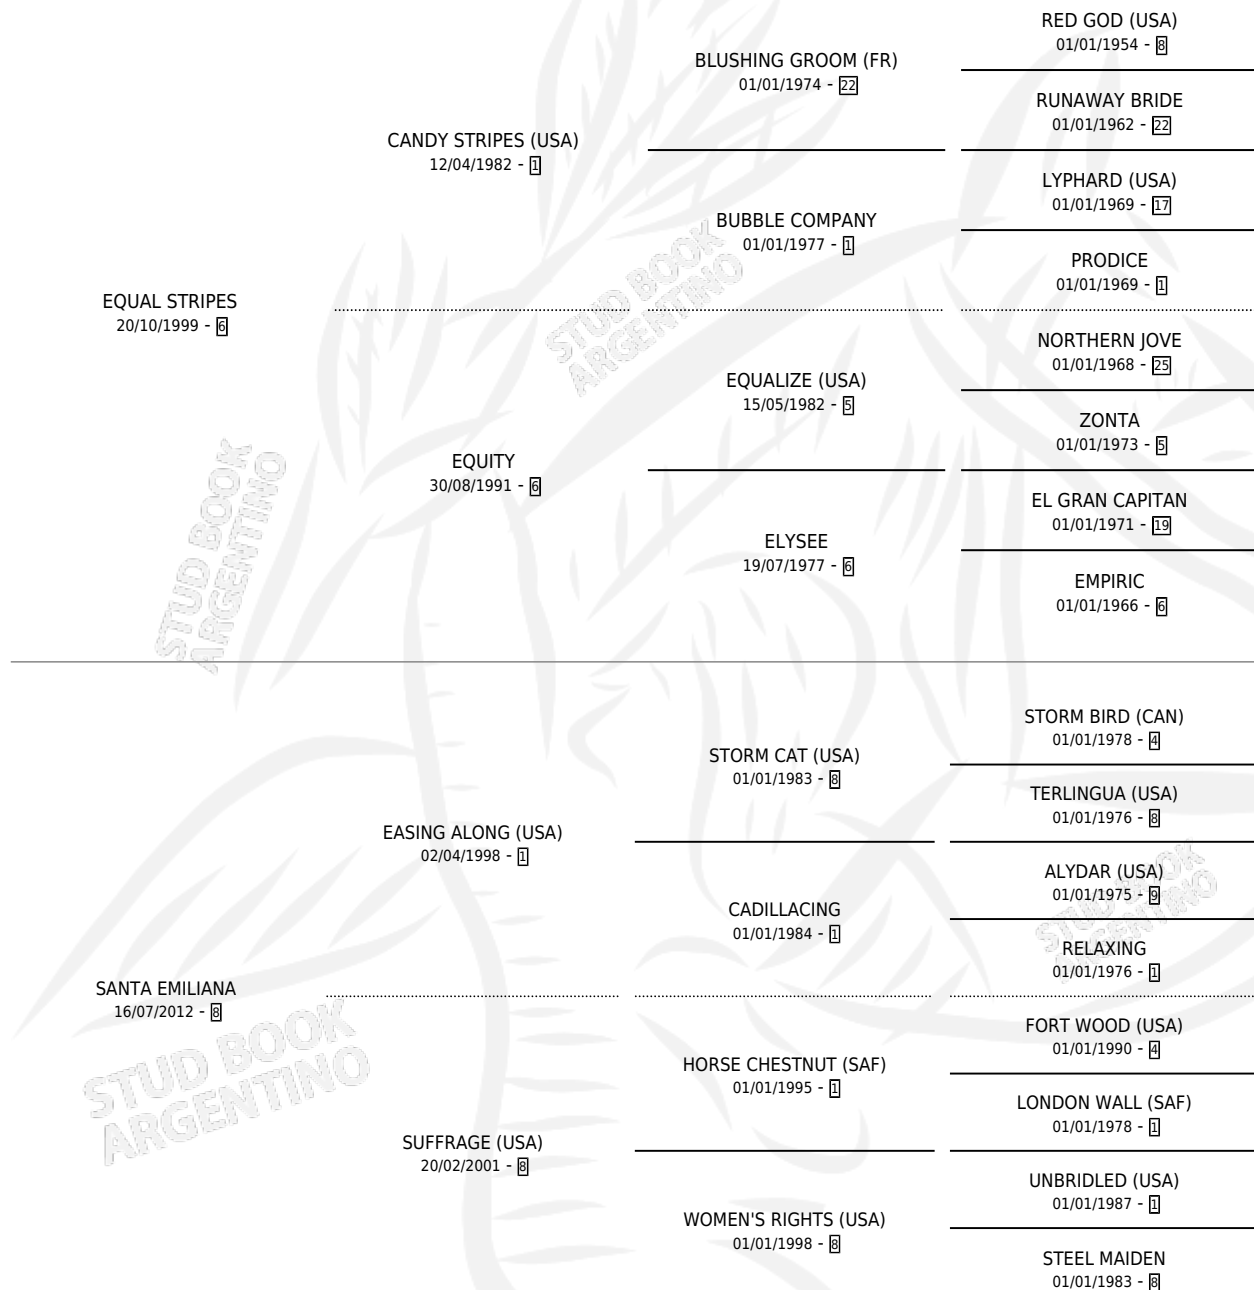 RED GOD (USA)
01/01/1954 - 8
BLUSHING GROOM (FR)
01/01/1974 - 22
RUNAWAY BRIDE
01/01/1962 - 22
CANDY STRIPES (USA)
12/04/1982 - 1
LYPHARD (USA)
01/01/1969 - 17
BUBBLE COMPANY
01/01/1977 - 1
PRODICE
01/01/1969 - 1
EQUAL STRIPES
20/10/1999 - 6
NORTHERN JOVE
01/01/1968 - 25
EQUALIZE (USA)
15/05/1982 - 5
ZONTA
01/01/1973 - 5
EQUITY
30/08/1991 - 6
EL GRAN CAPITAN
01/01/1971 - 19
ELYSEE
19/07/1977 - 6
EMPIRIC
01/01/1966 - 6
STORM BIRD (CAN)
01/01/1978 - 4
STORM CAT (USA)
01/01/1983 - 8
TERLINGUA (USA)
01/01/1976 - 8
EASING ALONG (USA)
02/04/1998 - 1
ALYDAR (USA)
01/01/1975 - 9
CADILLACING
01/01/1984 - 1
RELAXING
01/01/1976 - 1
SANTA EMILIANA
16/07/2012 - 8
FORT WOOD (USA)
01/01/1990 - 4
HORSE CHESTNUT (SAF)
01/01/1995 - 1
LONDON WALL (SAF)
01/01/1978 - 1
SUFFRAGE (USA)
20/02/2001 - 8
UNBRIDLED (USA)
01/01/1987 - 1
WOMEN'S RIGHTS (USA)
01/01/1998 - 8
STEEL MAIDEN
01/01/1983 - 8
STUD BOOK
ARGENTINO
STUD BOOK
ARGENTINO
STUD BOOK
ARGENTINO
STUD BOOK
ARGENTINO